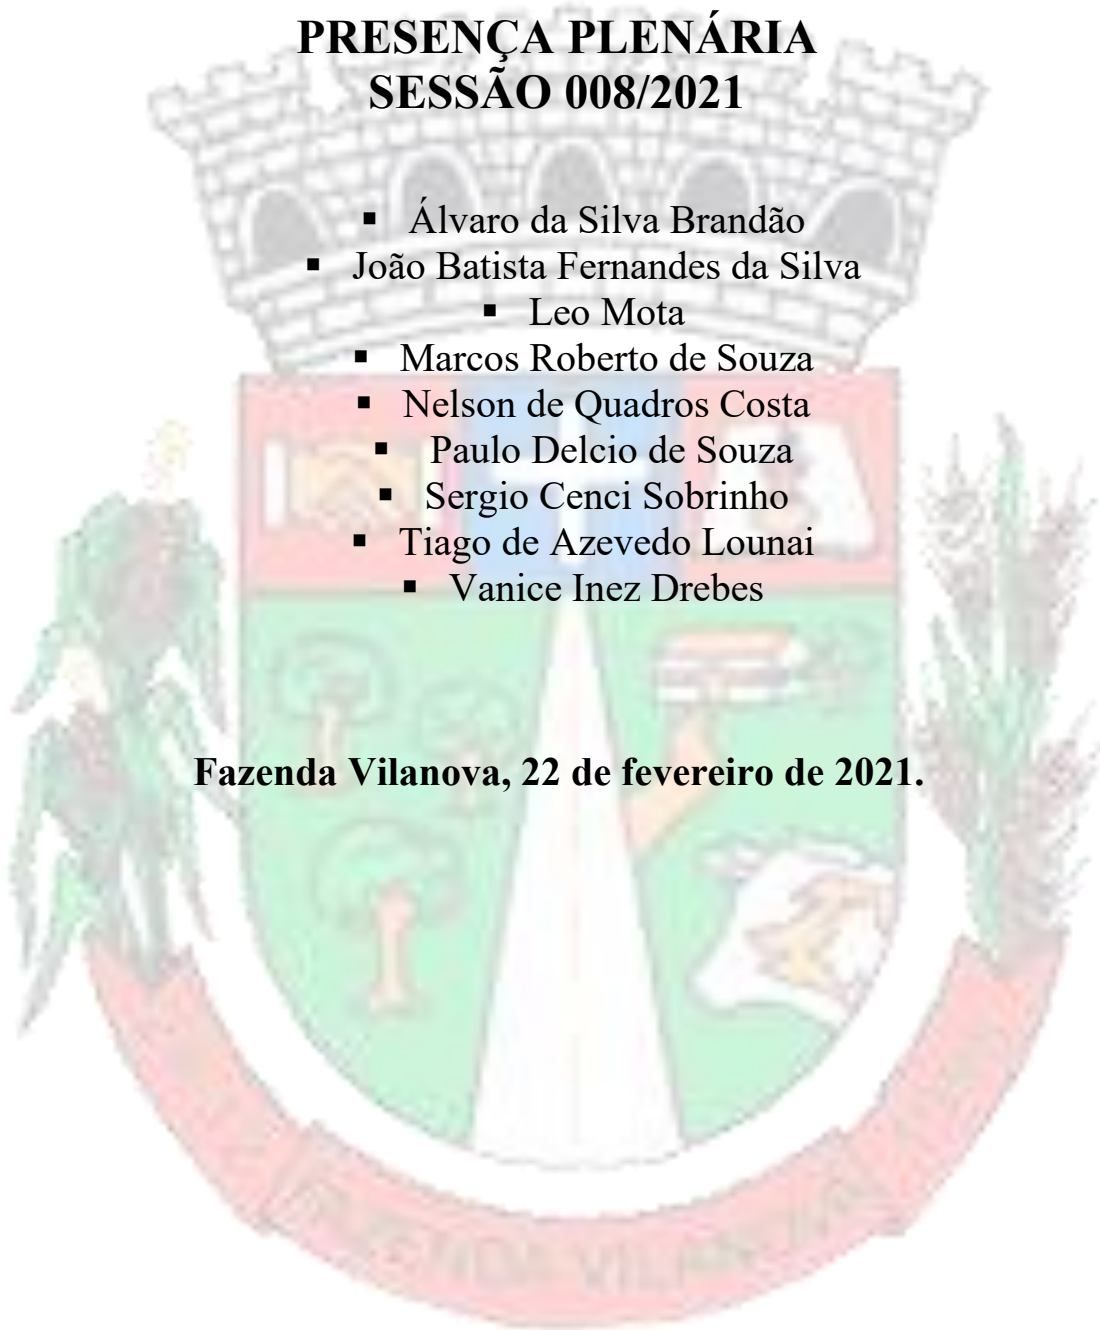 PRESENÇA PLENÁRIA
SESSÃO 008/2021
▪ Álvaro da Silva Brandão
▪ João Batista Fernandes da Silva
▪ Leo Mota
▪ Marcos Roberto de Souza
▪ Nelson de Quadros Costa
▪ Paulo Delcio de Souza
▪ Sergio Cenci Sobrinho
▪ Tiago de Azevedo Lounai
▪ Vanice Inez Drebes
Fazenda Vilanova, 22 de fevereiro de 2021.
FAZENDA VILANOVA